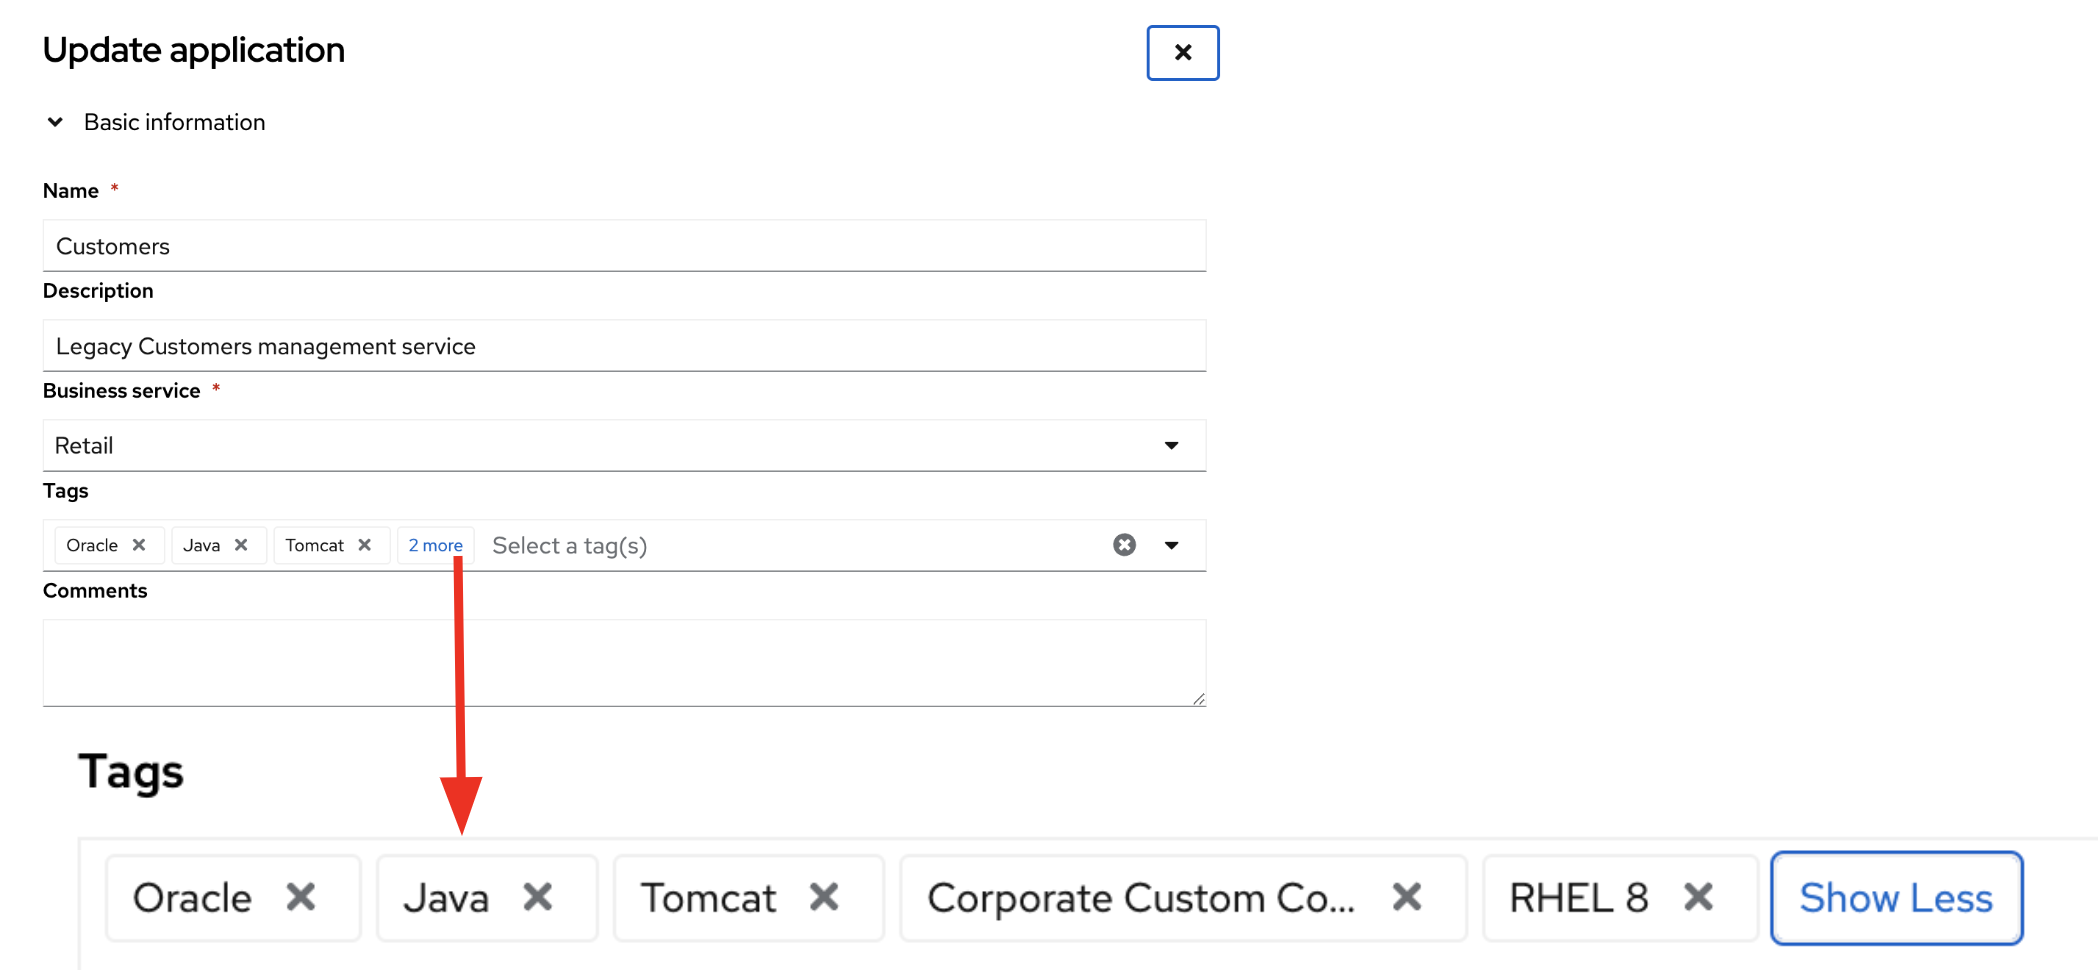 Update application
Basic information
Name *
Customers
Description
Legacy Customers management service
Business service *
Retail
Tags
Oracle Java Tomcat 2 more Select a tag(s)
Comments
Tags
Oracle Java Tomcat Corporate Custom Co... RHEL 8 Show Less